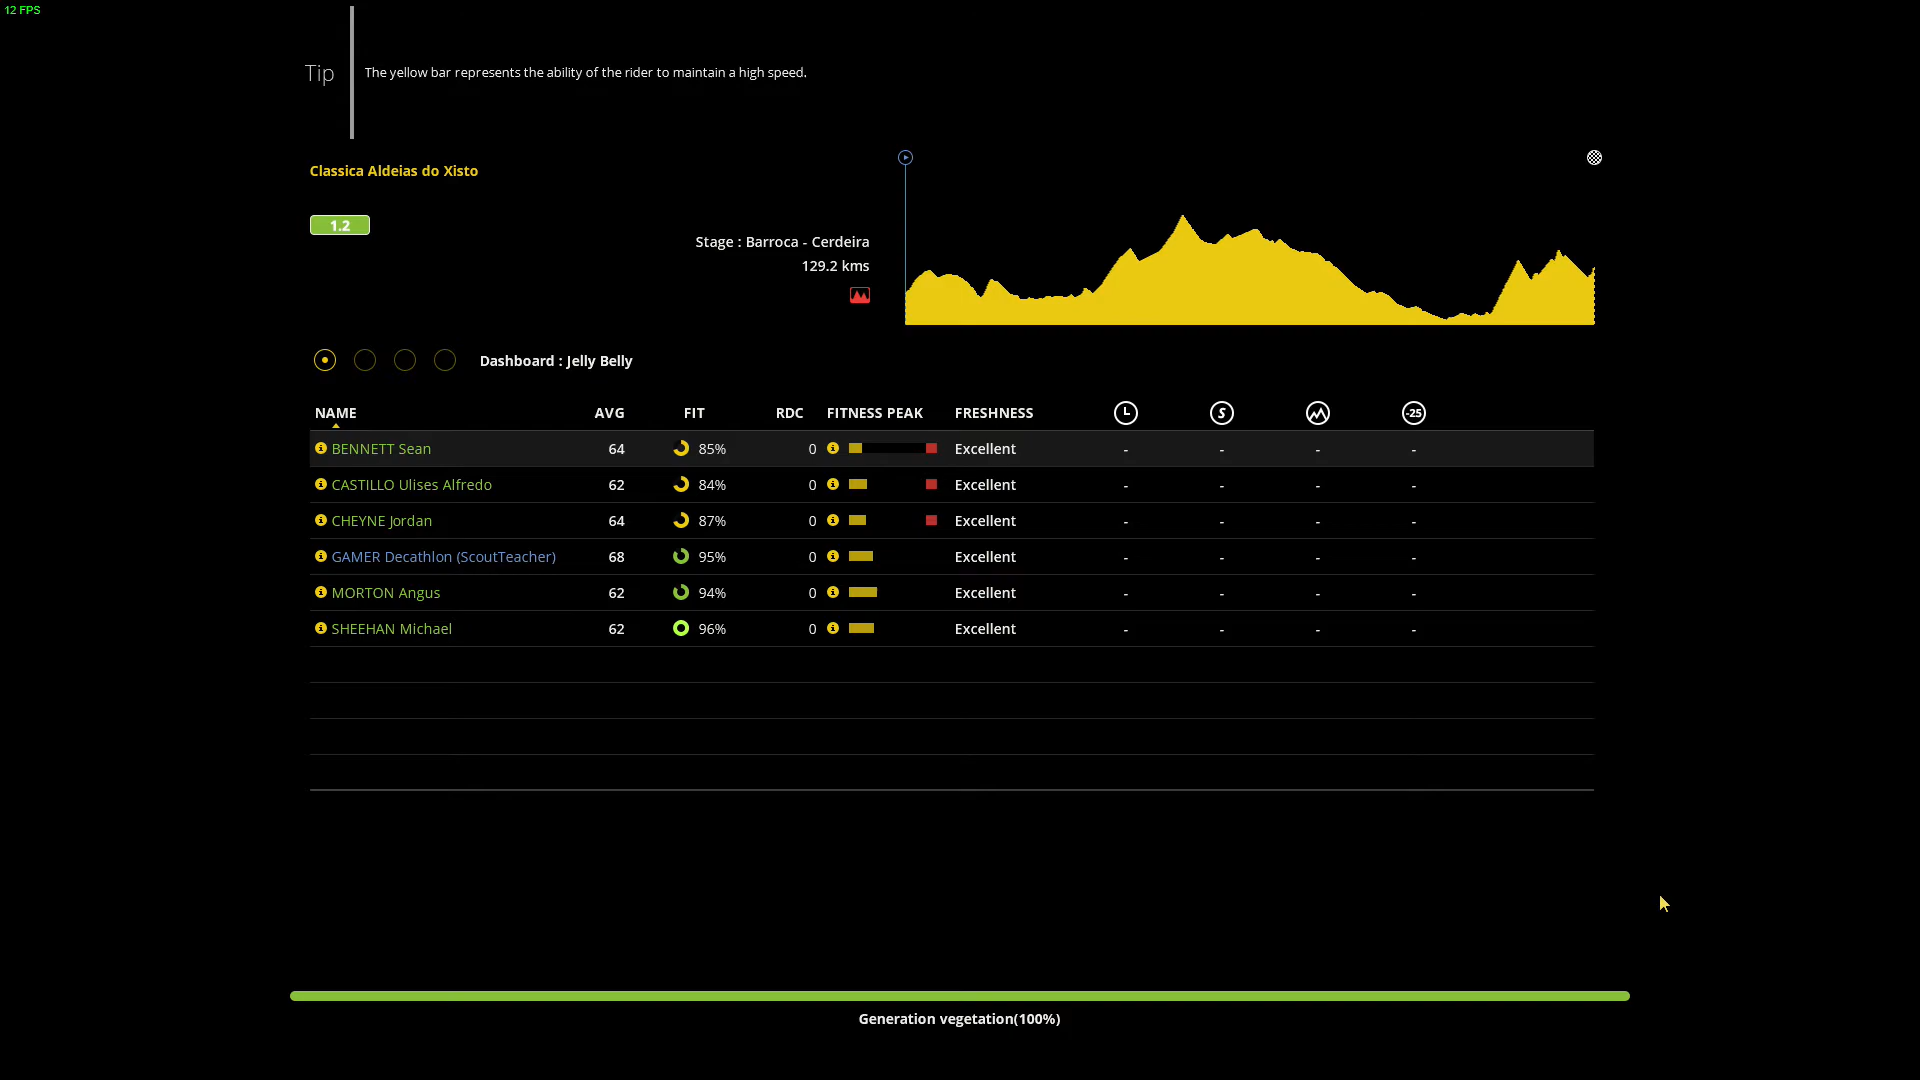 12 FPS
Tip
The yellow bar represents the ability of the rider to maintain a high speed.
Classica Aldeias do Xisto
1.2
Stage : Barroca - Cerdeira
129.2 kms
Dashboard : Jelly Belly
NAME AVG FIT RDC FITNESS PEAK FRESHNESS S -25
BENNETT Sean 64 85% 0 Excellent - - - -
CASTILLO Ulises Alfredo 62 84% 0 Excellent - - - -
CHEYNE Jordan 64 87% 0 Excellent - - - -
GAMER Decathlon (ScoutTeacher) 68 95% 0 Excellent - - - -
MORTON Angus 62 94% 0 Excellent - - - -
SHEEHAN Michael 62 96% 0 Excellent - - - -
Generation vegetation(100%)